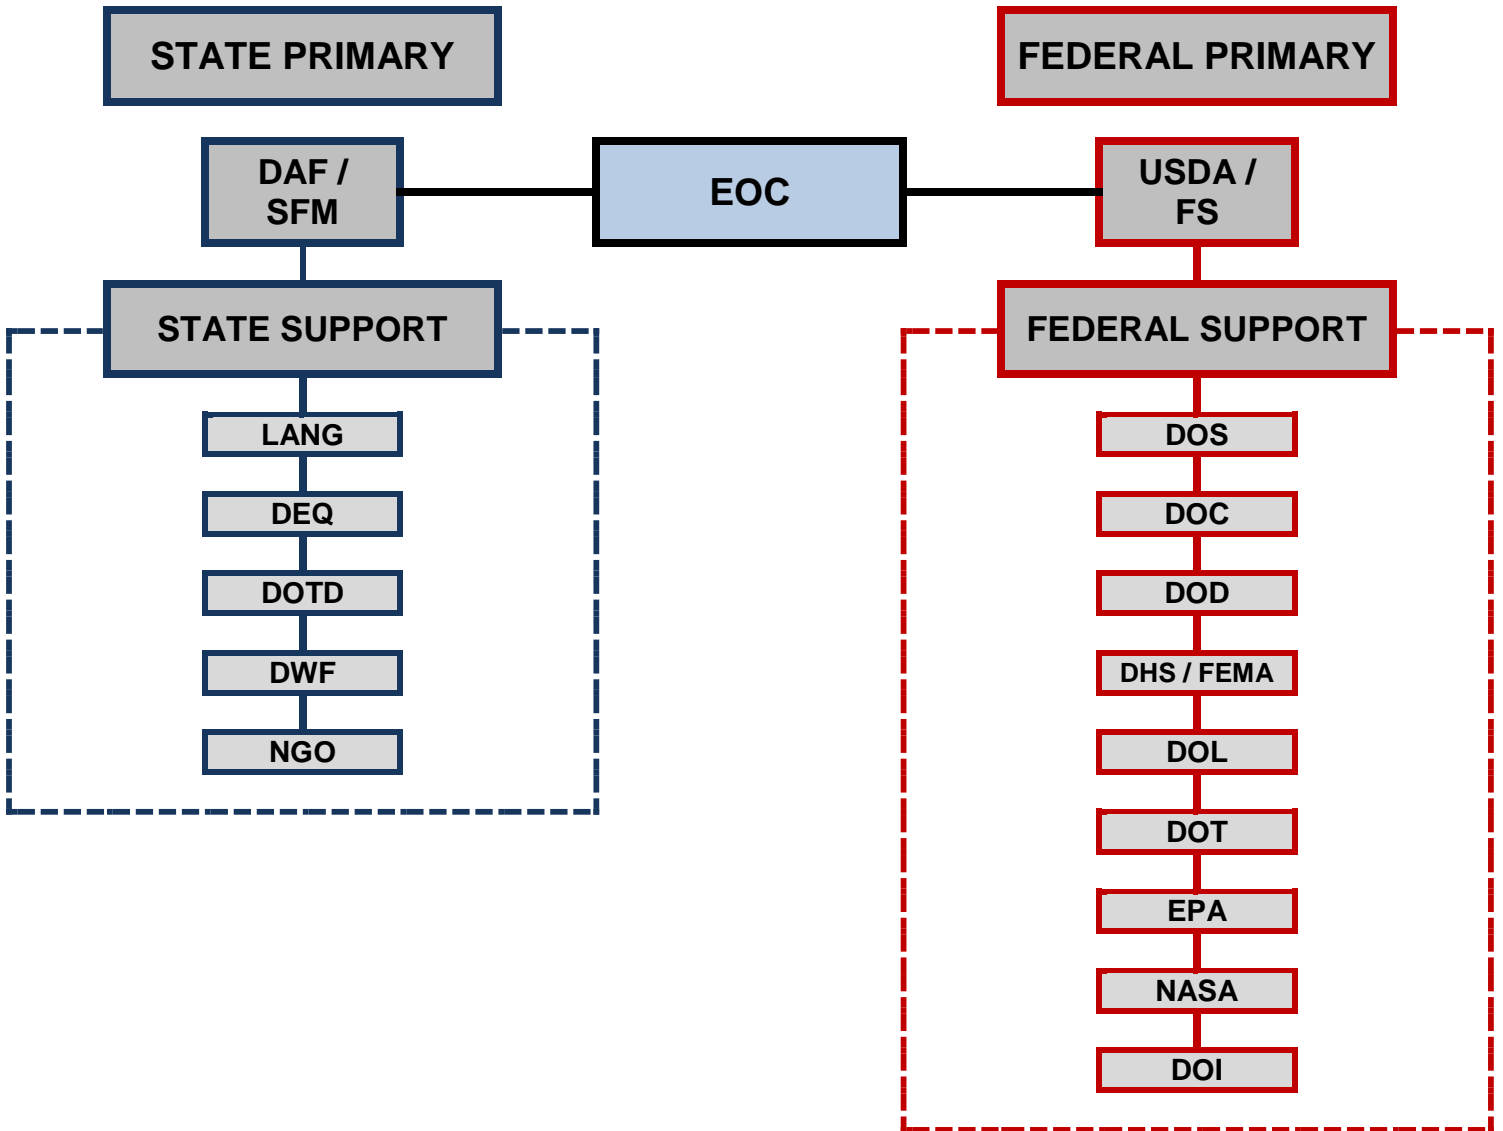 STATE PRIMARY
FEDERAL PRIMARY
DAF /
SFM
EOC
USDA /
FS
STATE SUPPORT
LANG
DEQ
DOTD
DWF
NGO
FEDERAL SUPPORT
DOS
DOC
DOD
DHS / FEMA
DOL
DOT
EPA
NASA
DOI